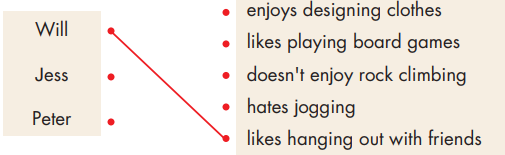 Will
Jess
Peter
enjoys designing clothes
likes playing board games
doesn't enjoy rock climbing
hates jogging
likes hanging out with friends